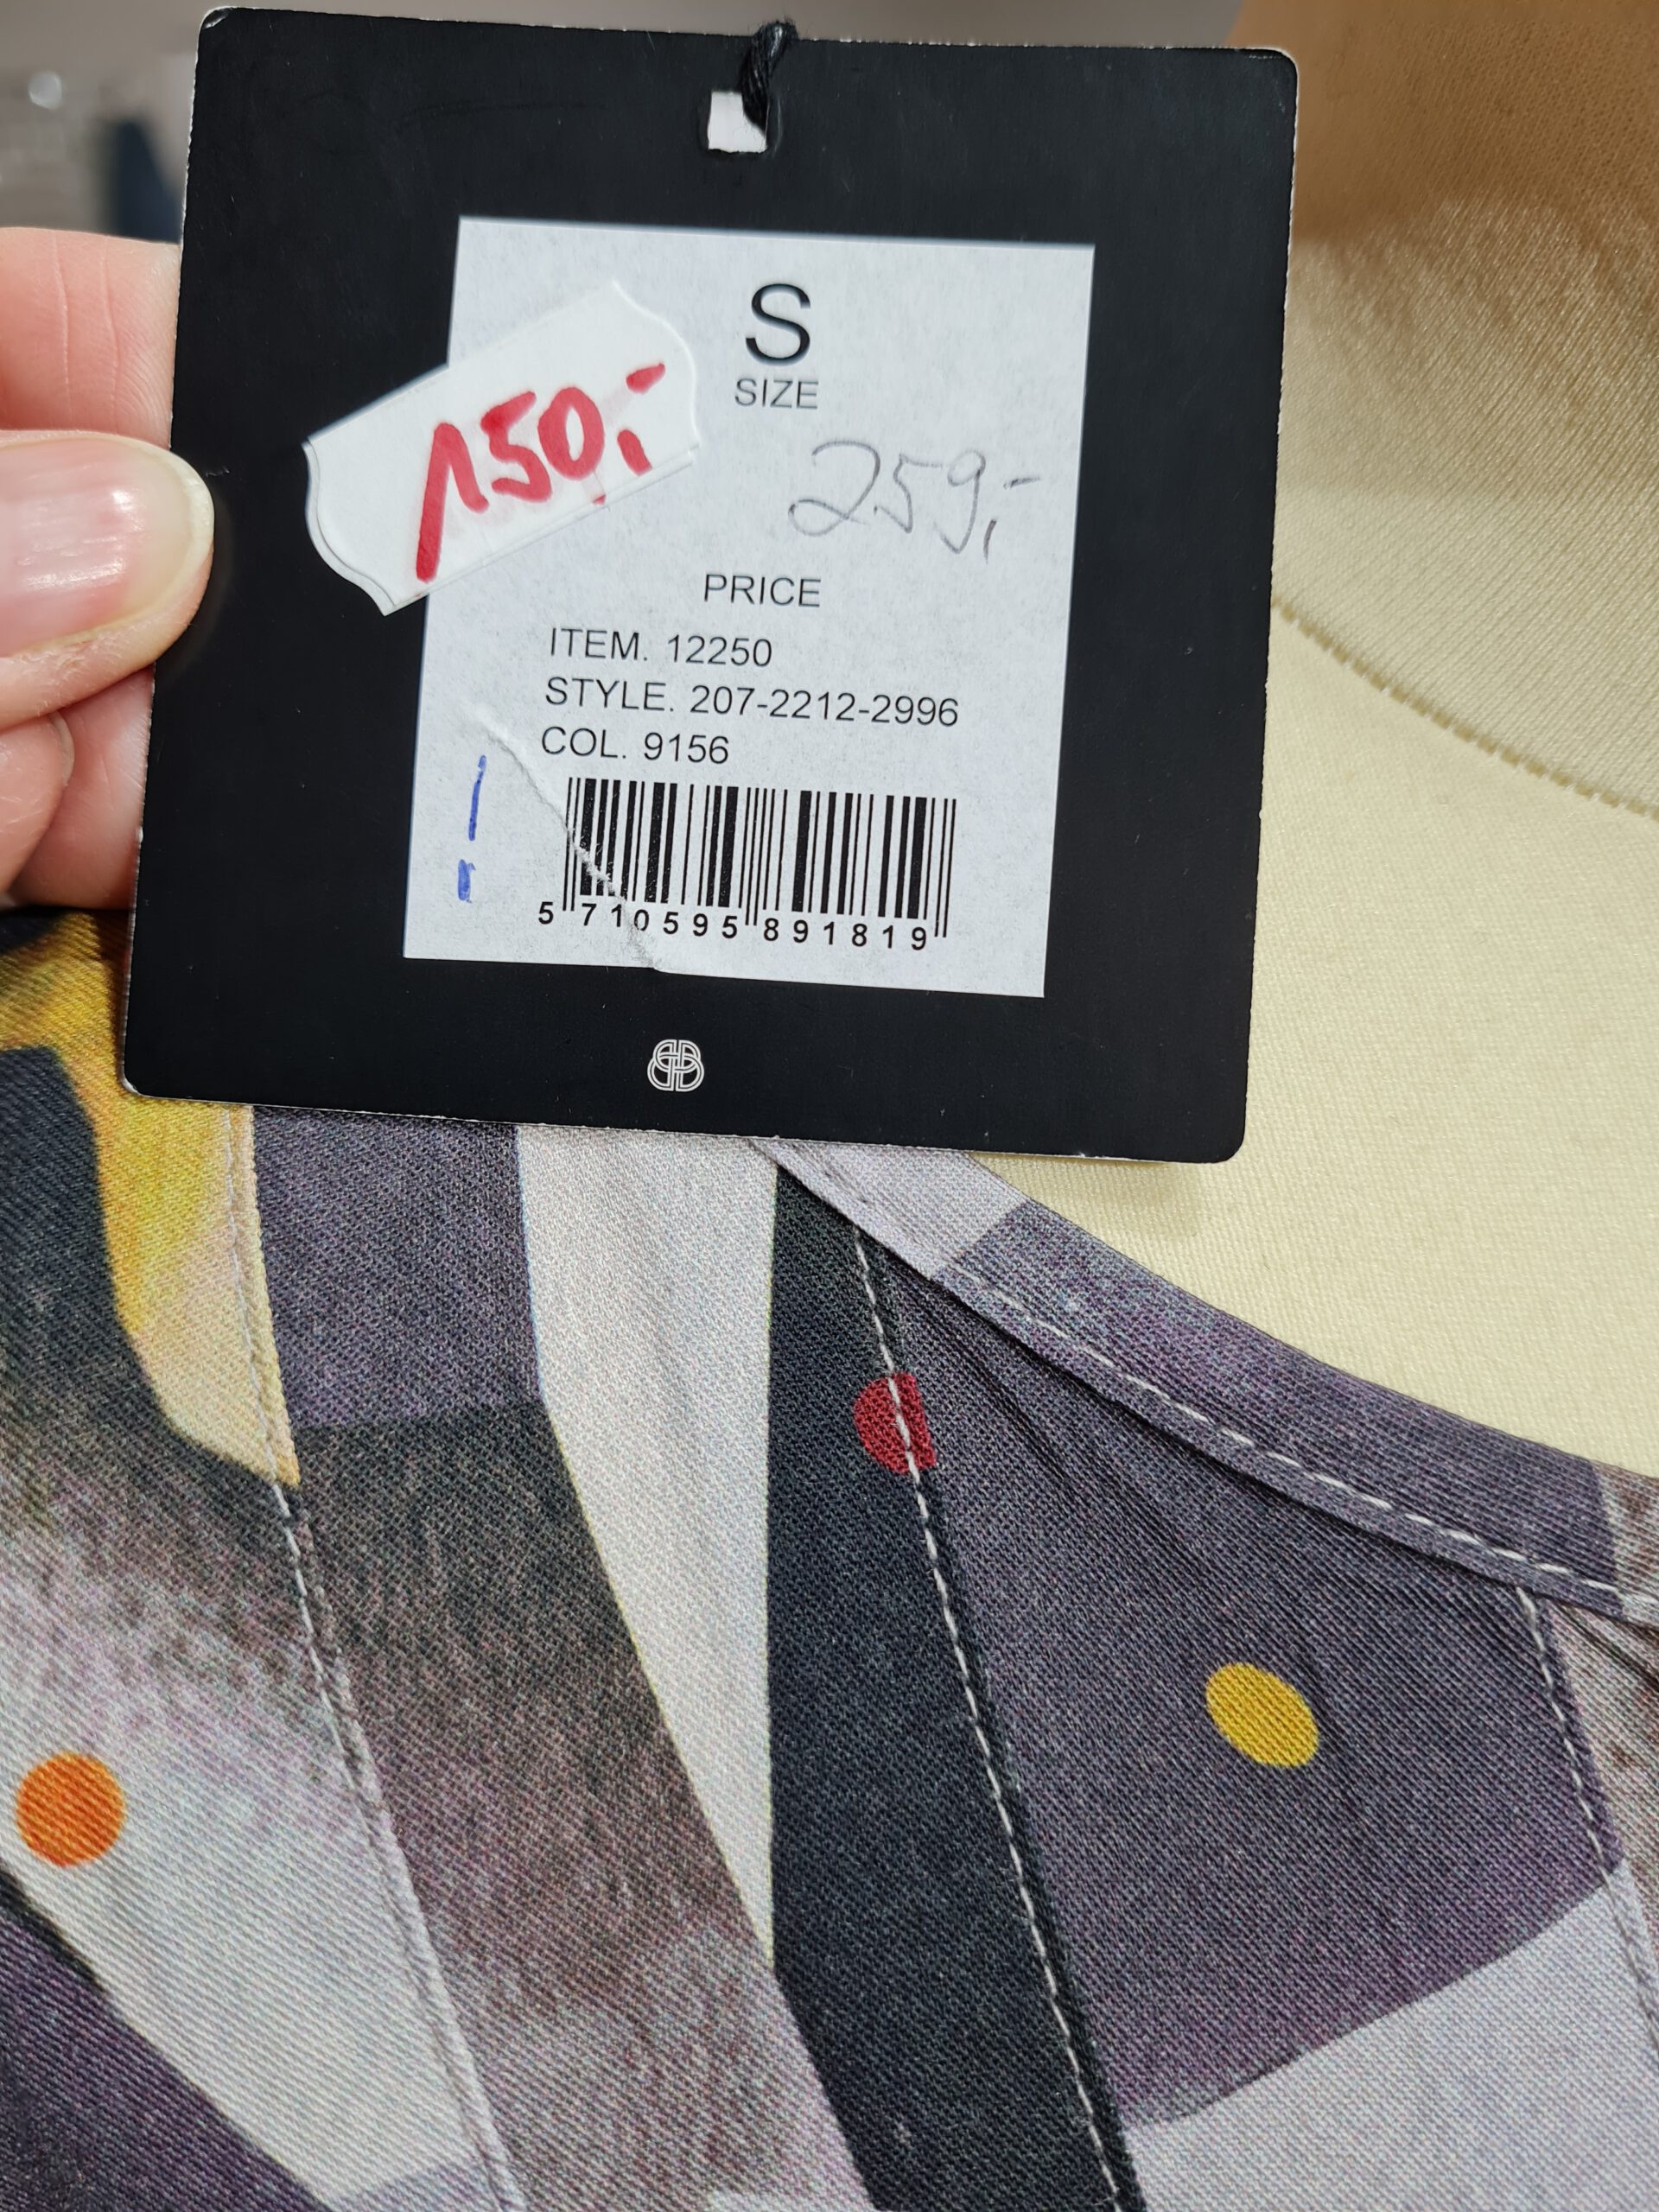 S
SIZE
150,-
259,-
PRICE
ITEM. 12250
STYLE. 207-2212-2996
COL. 9156
!
5 710595 891819